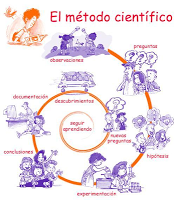 El método científico
preguntas
observaciones
documentación
descubrimientos
seguir
aprendiendo
nuevas
preguntas
hipótesis
conclusiones
experimentación